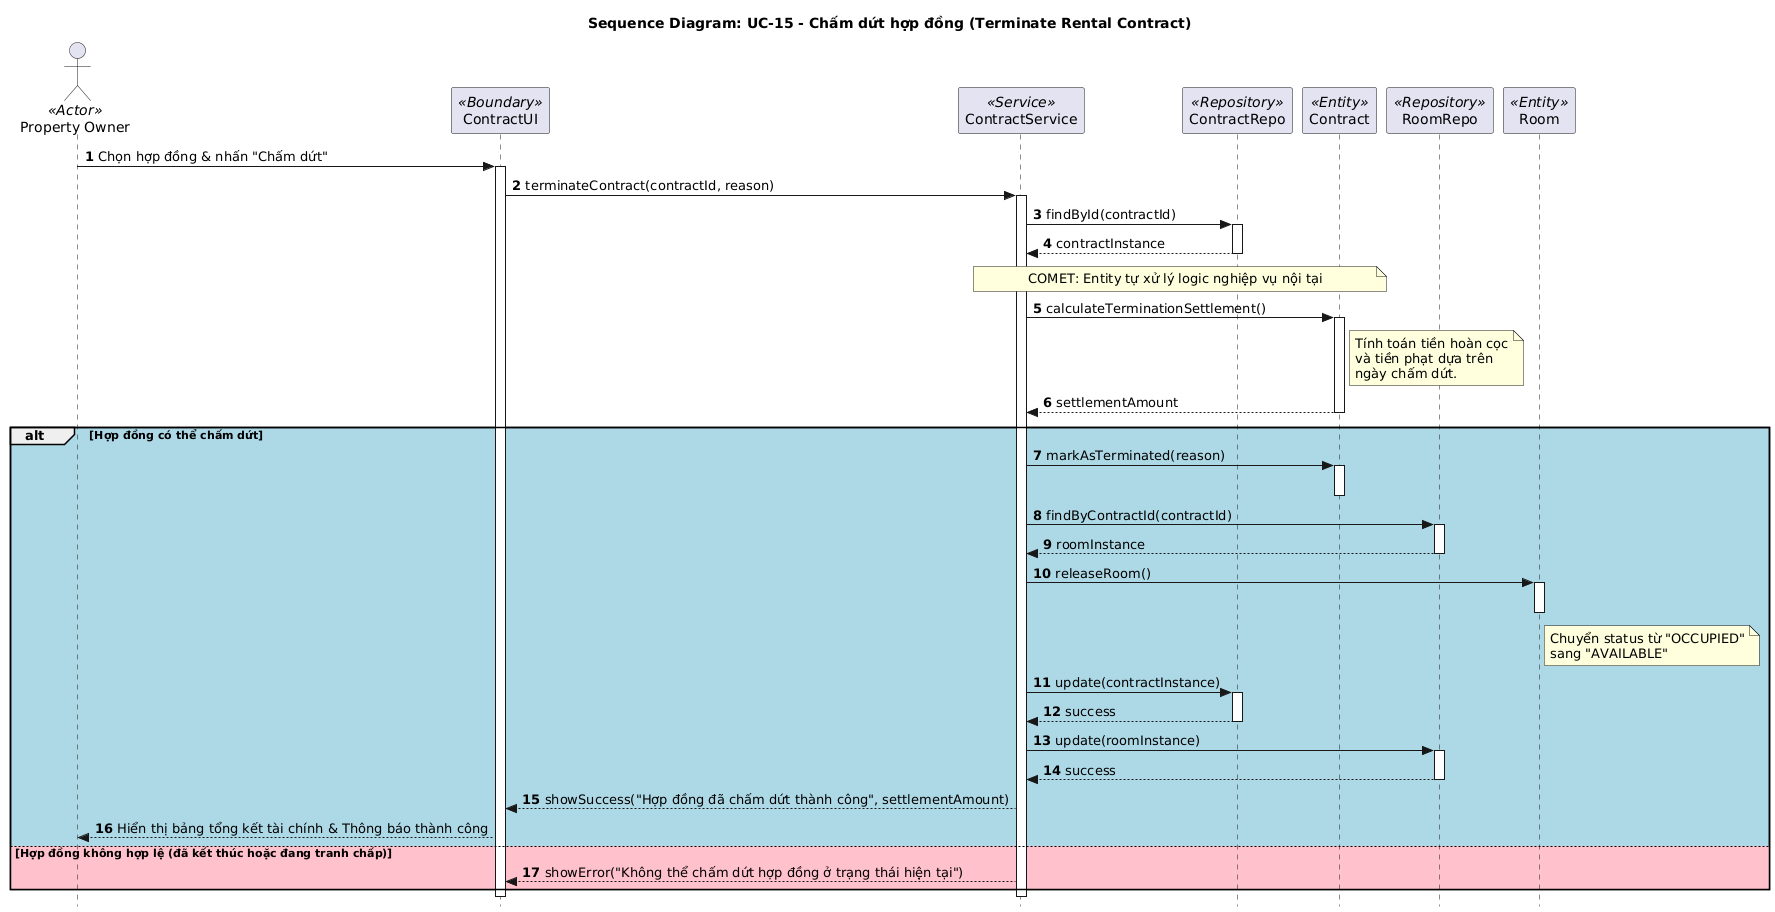 Sequence Diagram: UC-15 - Chấm dứt hợp đồng (Terminate Rental Contract)
«Actor»
Property Owner
«Boundary»
ContractUI
«Service»
ContractService
«Repository»
ContractRepo
«Entity»
Contract
«Repository»
RoomRepo
«Entity»
Room
1 Chọn hợp đồng & nhấn "Chấm dứt"
2 terminateContract(contractId, reason)
3 findById(contractId)
4 contractInstance
COMET: Entity tự xử lý logic nghiệp vụ nội tại
5 calculateTerminationSettlement()
Tính toán tiền hoàn cọc
và tiền phạt dựa trên
ngày chấm dứt.
6 settlementAmount
alt [Hợp đồng có thể chấm dứt]
7 markAsTerminated(reason)
8 findByContractId(contractId)
9 roomInstance
10 releaseRoom()
Chuyển status từ "OCCUPIED"
sang "AVAILABLE"
11 update(contractInstance)
12 success
13 update(roomInstance)
14 success
15 showSuccess("Hợp đồng đã chấm dứt thành công", settlementAmount)
16 Hiển thị bảng tổng kết tài chính & Thông báo thành công
[Hợp đồng không hợp lệ (đã kết thúc hoặc đang tranh chấp)]
17 showError("Không thể chấm dứt hợp đồng ở trạng thái hiện tại")